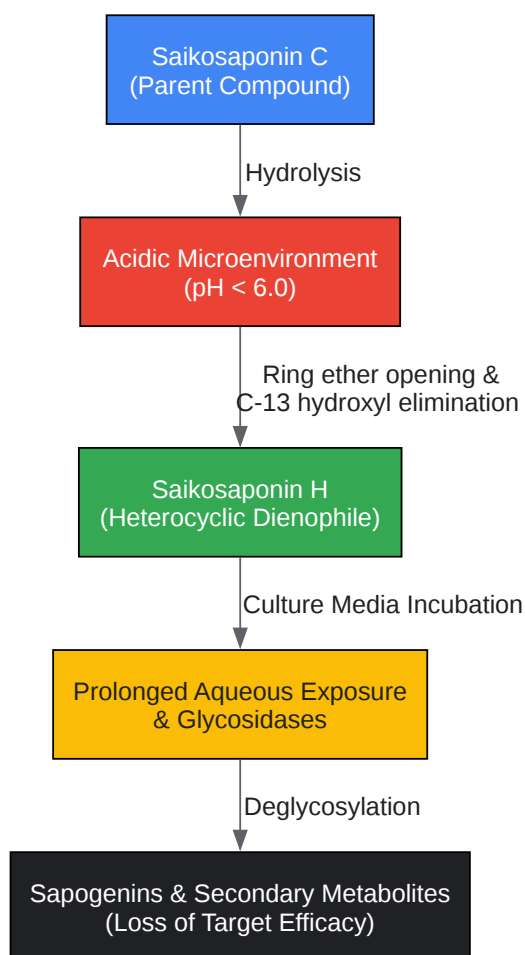 Saikosaponin C
(Parent Compound)
Hydrolysis
Acidic Microenvironment
(pH < 6.0)
Ring ether opening &
C-13 hydroxyl elimination
Saikosaponin H
(Heterocyclic Dienophile)
Culture Media Incubation
Prolonged Aqueous Exposure
& Glycosidases
Deglycosylation
Sapogenins & Secondary Metabolites
(Loss of Target Efficacy)